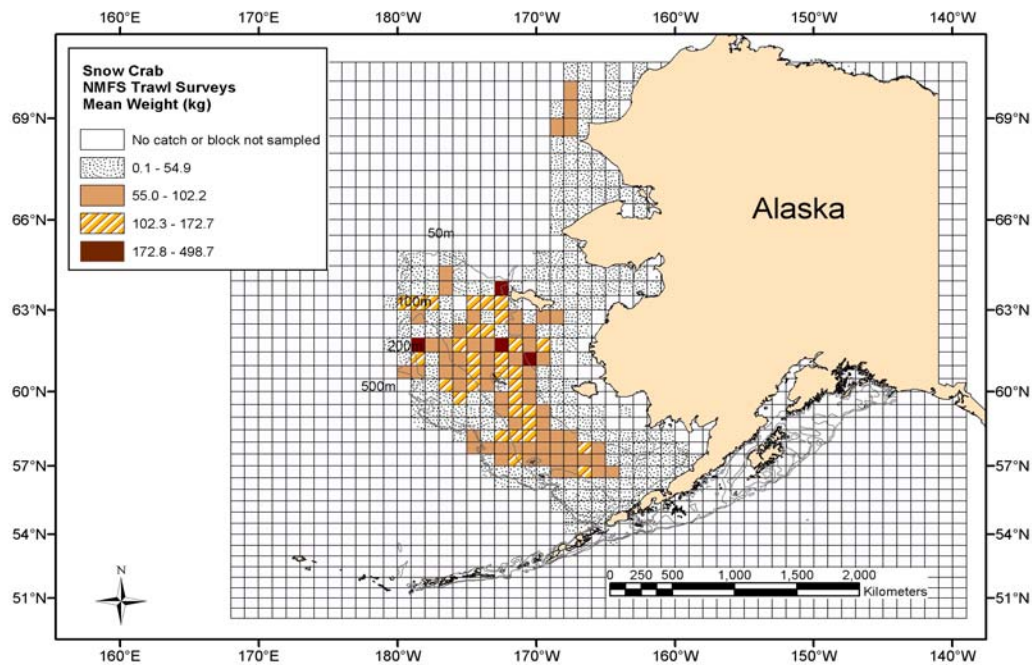 160°E 170°E 180° 170°W 160°W 150°W 140°W
Snow Crab
NMFS Trawl Surveys
Mean Weight (kg)
No catch or block not sampled
0.1 - 54.9
55.0 - 102.2
102.3 - 172.7
172.8 - 498.7
69°N 69°N
Alaska
66°N 66°N
50m
63°N 100m 63°N
200m
60°N 500m 60°N
57°N 57°N
54°N 54°N
0 250 500 1,000 1,500 2,000
Kilometers
N
51°N 51°N
160°E 170°E 180° 170°W 160°W 150°W 140°W